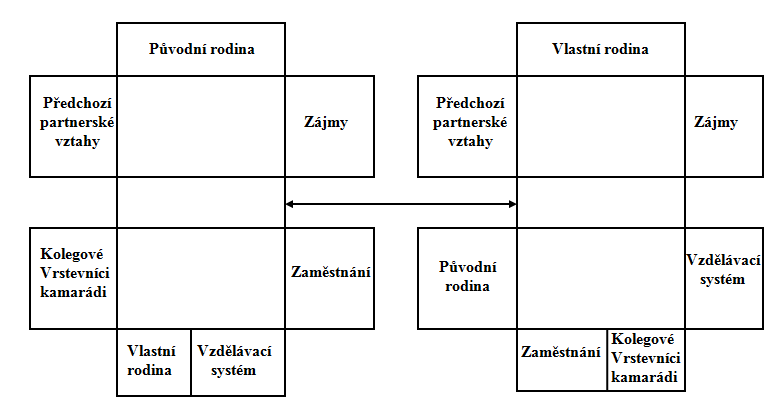 Původní rodina
Předchozí
partnerské
vztahy
Zájmy
Kolegové
Vrstevníci
kamarádi
Zaměstnání
Vlastní
rodina
Vzdělávací
systém
Vlastní rodina
Předchozí
partnerské
vztahy
Zájmy
Původní
rodina
Vzdělávací
systém
Zaměstnání
Kolegové
Vrstevníci
kamarádi